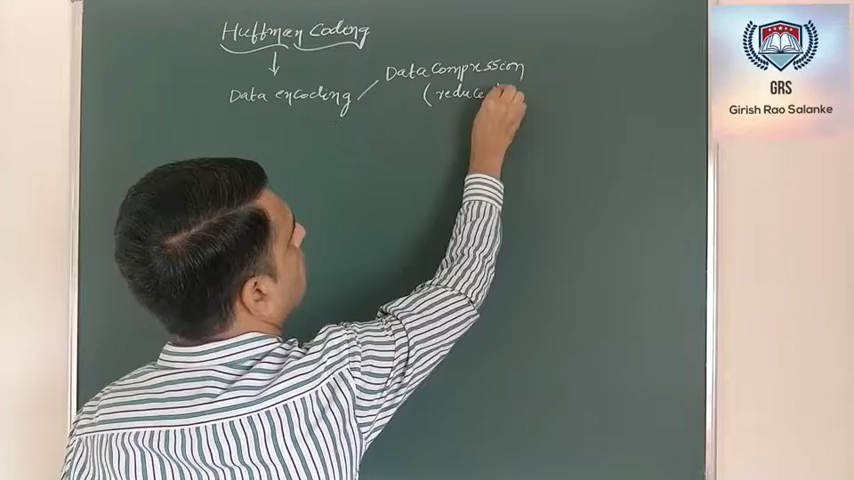 Huffman Coding
Data encoding
Data Compression
(reduce
GRS
Girish Rao Salanke